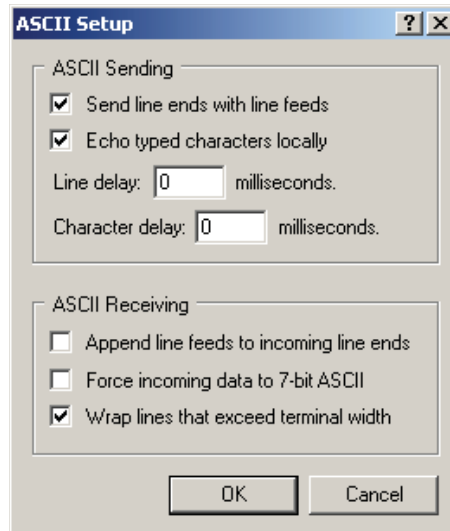 ASCII Setup
ASCII Sending
Send line ends with line feeds
Echo typed characters locally
Line delay: 0 milliseconds.
Character delay: 0 milliseconds.
ASCII Receiving
Append line feeds to incoming line ends
Force incoming data to 7-bit ASCII
Wrap lines that exceed terminal width
OK Cancel